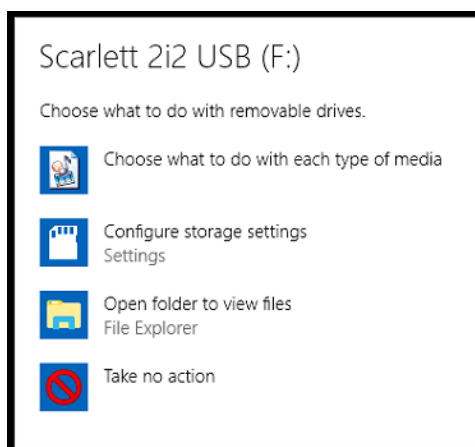 Scarlett 2i2 USB (F:)
Choose what to do with removable drives.
Choose what to do with each type of media
Configure storage settings
Settings
Open folder to view files
File Explorer
Take no action